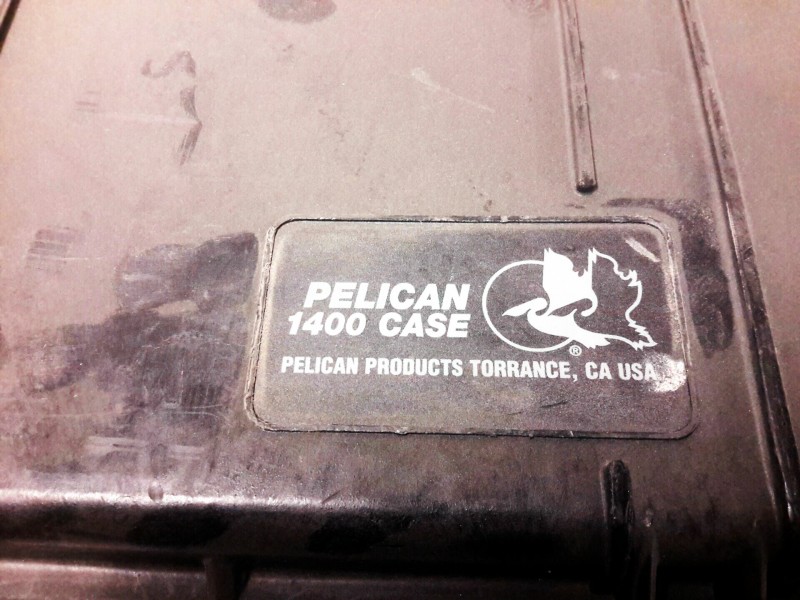 PELICAN
1400 CASE
®
PELICAN PRODUCTS TORRANCE, CA USA